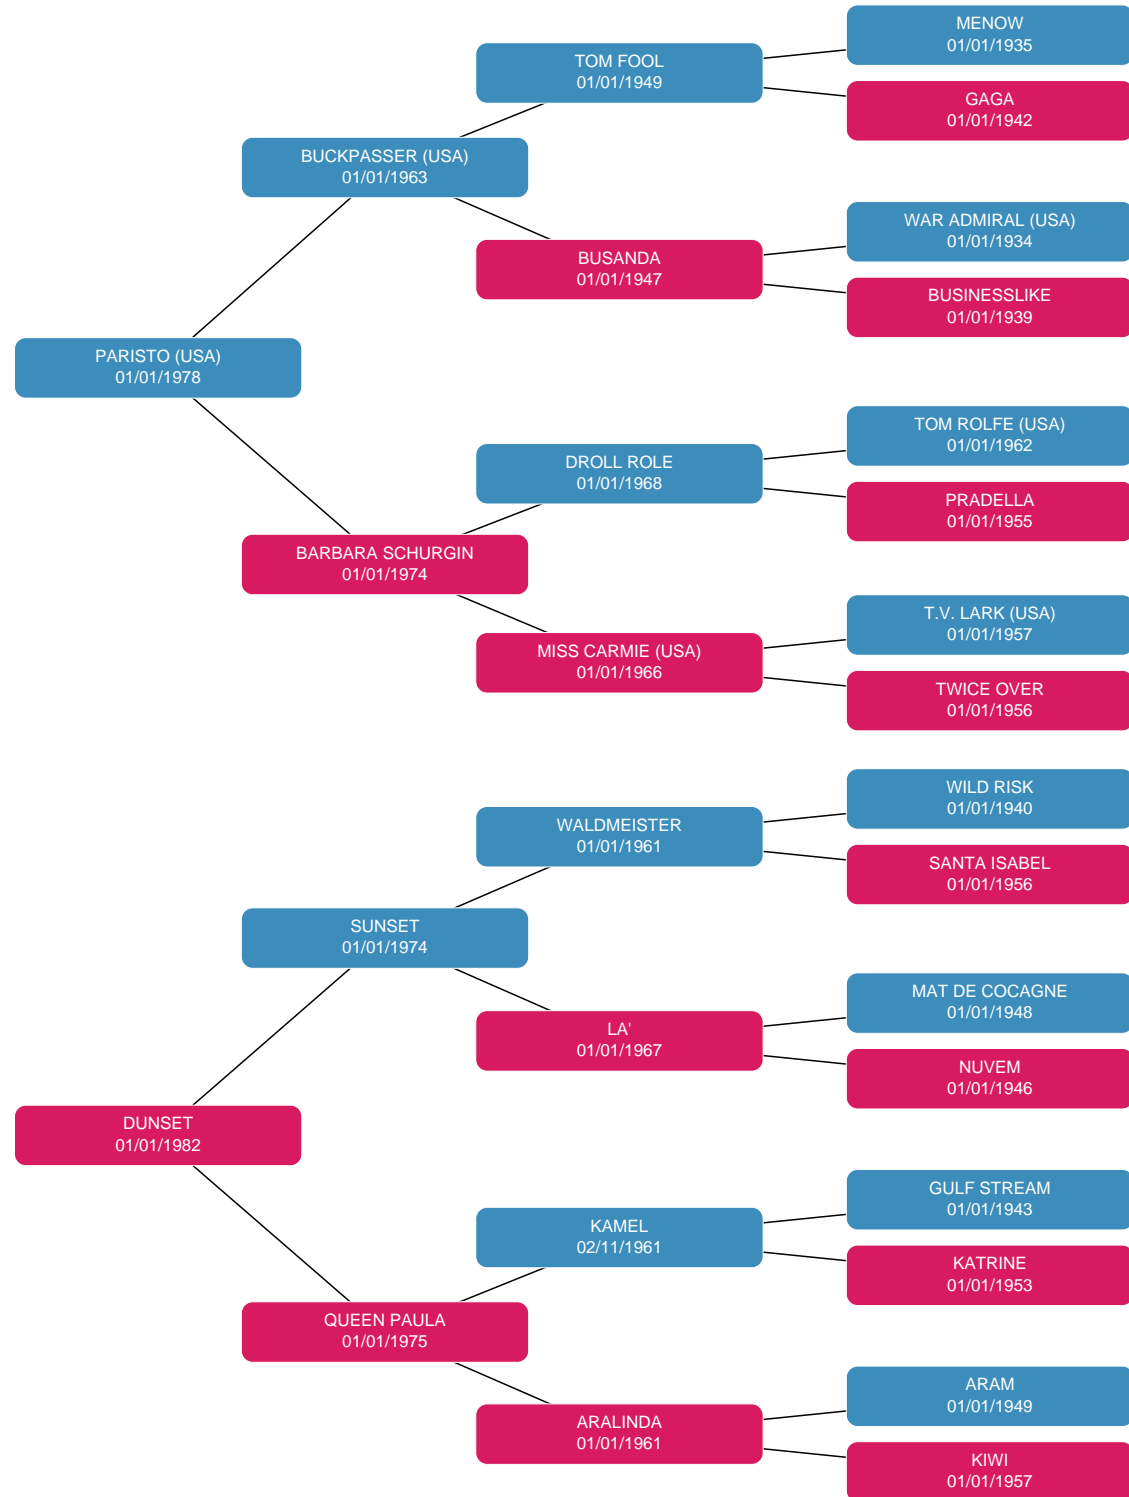 MENOW
01/01/1935
TOM FOOL
01/01/1949
GAGA
01/01/1942
BUCKPASSER (USA)
01/01/1963
WAR ADMIRAL (USA)
01/01/1934
BUSANDA
01/01/1947
BUSINESSLIKE
01/01/1939
PARISTO (USA)
01/01/1978
TOM ROLFE (USA)
01/01/1962
DROLL ROLE
01/01/1968
PRADELLA
01/01/1955
BARBARA SCHURGIN
01/01/1974
T.V. LARK (USA)
01/01/1957
MISS CARMIE (USA)
01/01/1966
TWICE OVER
01/01/1956
WILD RISK
01/01/1940
WALDMEISTER
01/01/1961
SANTA ISABEL
01/01/1956
SUNSET
01/01/1974
MAT DE COCAGNE
01/01/1948
LA'
01/01/1967
NUVEM
01/01/1946
DUNSET
01/01/1982
GULF STREAM
01/01/1943
KAMEL
02/11/1961
KATRINE
01/01/1953
QUEEN PAULA
01/01/1975
ARAM
01/01/1949
ARALINDA
01/01/1961
KIWI
01/01/1957